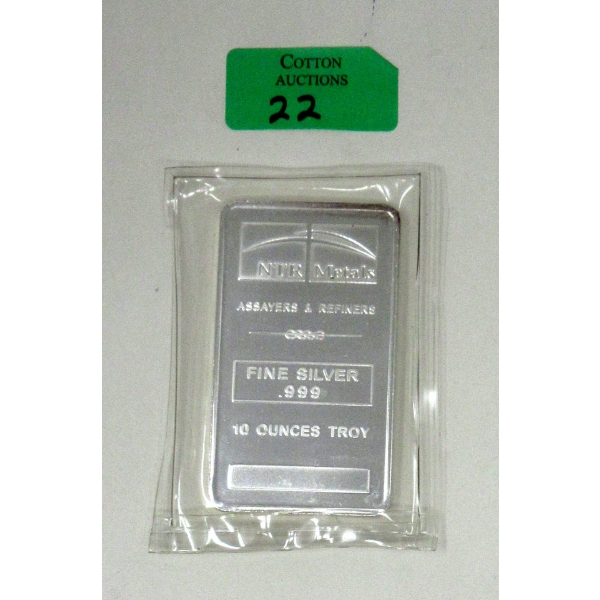 COTTON
AUCTIONS
22
NTR Metals
ASSAYERS & REFINERS
FINE SILVER
.999
10 OUNCES TROY